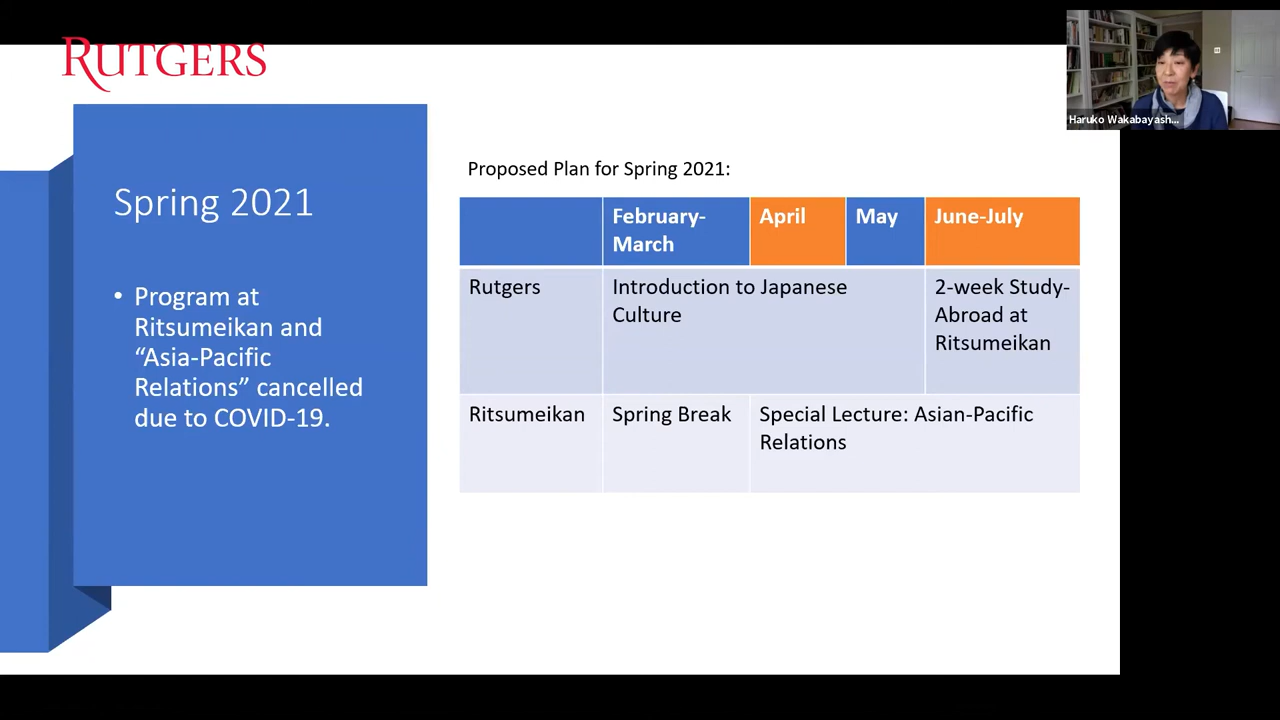 RUTGERS
Haruko Wakabayash...
Spring 2021
• Program at
Ritsumeikan and
“Asia-Pacific
Relations” cancelled
due to COVID-19.
Proposed Plan for Spring 2021:
February-
March
April
May
June-July
Rutgers
Introduction to Japanese
Culture
2-week Study-
Abroad at
Ritsumeikan
Ritsumeikan
Spring Break
Special Lecture: Asian-Pacific
Relations